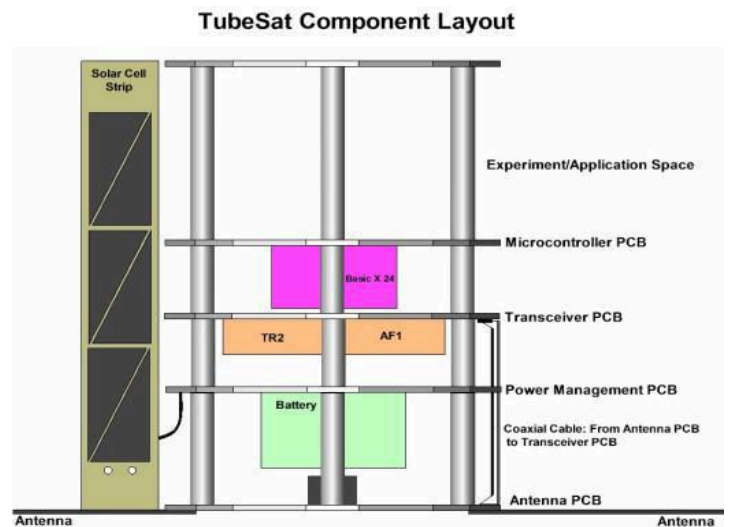 TubeSat Component Layout
Solar Cell
Strip
Experiment/Application Space
Microcontroller PCB
Basic X 24
Transceiver PCB
TR2
AF1
Power Management PCB
Battery
Coaxial Cable: From Antenna PCB
to Transceiver PCB
Antenna PCB
Antenna
Antenna